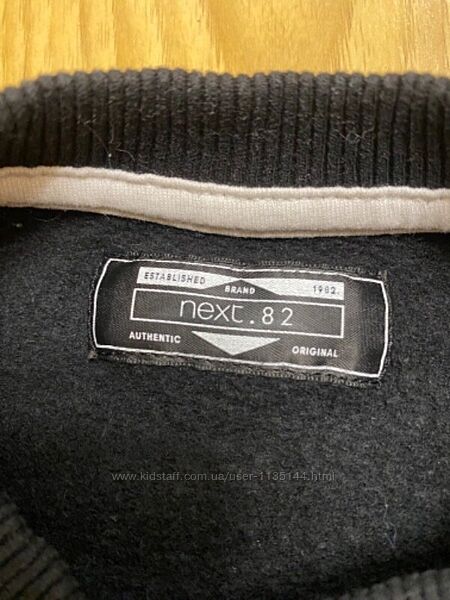 ESTABLISHED
BRAND
1982.
next.82
AUTHENTIC
ORIGINAL
www.kidstaff.com.ua/user-1135144.html